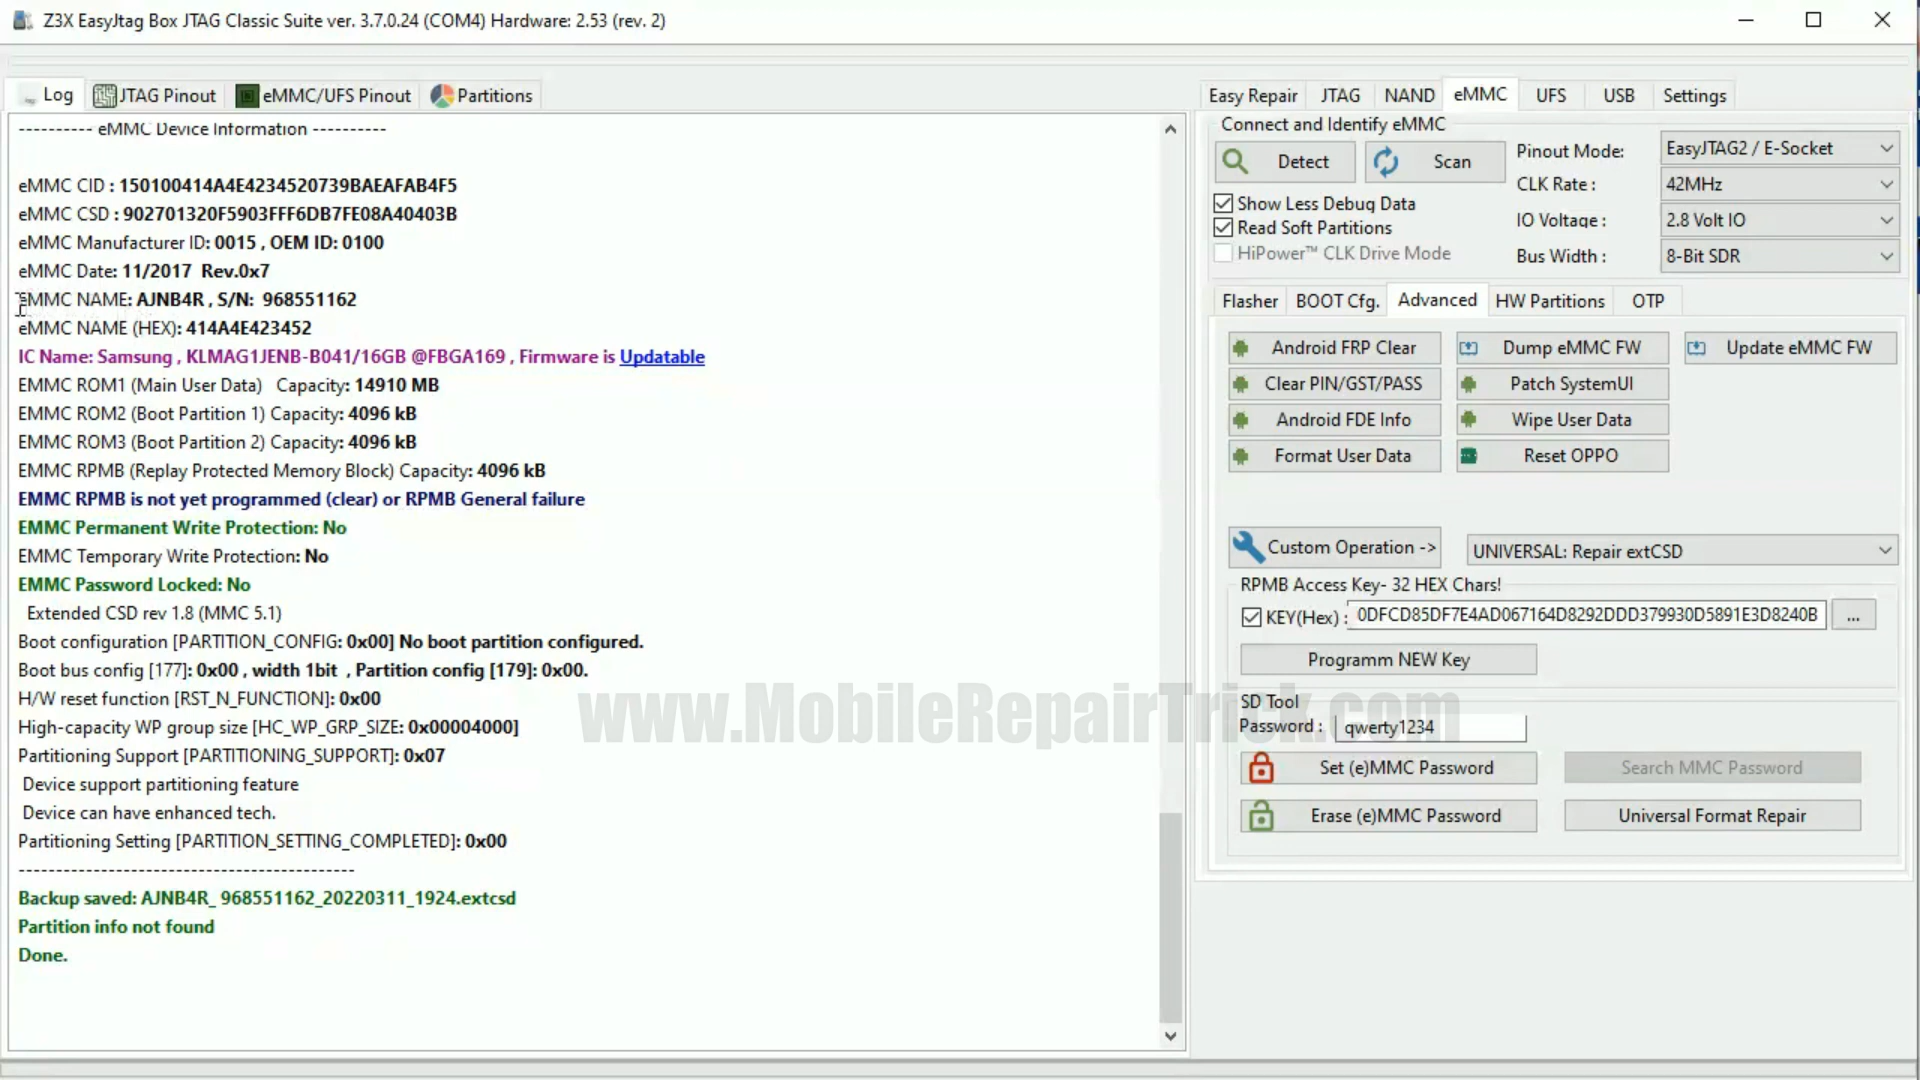 Z3X EasyJtag Box JTAG Classic Suite ver. 3.7.0.24 (COM4) Hardware: 2.53 (rev. 2)
Log
JTAG Pinout
eMMC/UFS Pinout
Partitions
---------- eMMC Device Information ----------
eMMC CID : 150100414A4E4234520739BAEAFAB4F5
eMMC CSD : 902701320F5903FFF6DB7FE08A40403B
eMMC Manufacturer ID: 0015 , OEM ID: 0100
eMMC Date: 11/2017  Rev.0x7
EMMC NAME: AJNB4R , S/N:  968551162
eMMC NAME (HEX): 414A4E423452
IC Name: Samsung , KLMAG1JENB-B041/16GB @FBGA169 , Firmware is Updatable
EMMC ROM1 (Main User Data)   Capacity: 14910 MB
EMMC ROM2 (Boot Partition 1) Capacity: 4096 kB
EMMC ROM3 (Boot Partition 2) Capacity: 4096 kB
EMMC RPMB (Replay Protected Memory Block) Capacity: 4096 kB
EMMC RPMB is not yet programmed (clear) or RPMB General failure
EMMC Permanent Write Protection: No
EMMC Temporary Write Protection: No
EMMC Password Locked: No
Extended CSD rev 1.8 (MMC 5.1)
Boot configuration [PARTITION_CONFIG: 0x00] No boot partition configured.
Boot bus config [177]: 0x00 , width 1bit  , Partition config [179]: 0x00.
H/W reset function [RST_N_FUNCTION]: 0x00
High-capacity WP group size [HC_WP_GRP_SIZE: 0x00004000]
Partitioning Support [PARTITIONING_SUPPORT]: 0x07
Device support partitioning feature
Device can have enhanced tech.
Partitioning Setting [PARTITION_SETTING_COMPLETED]: 0x00
-------------------------------------------
Backup saved: AJNB4R_ 968551162_20220311_1924.extcsd
Partition info not found
Done.
Easy Repair
JTAG
NAND
eMMC
UFS
USB
Settings
Connect and Identify eMMC
Detect
Scan
Show Less Debug Data
Read Soft Partitions
HiPower™ CLK Drive Mode
Pinout Mode: EasyJTAG2 / E-Socket
CLK Rate : 42MHz
IO Voltage : 2.8 Volt IO
Bus Width : 8-Bit SDR
Flasher
BOOT Cfg.
Advanced
HW Partitions
OTP
Android FRP Clear
Dump eMMC FW
Update eMMC FW
Clear PIN/GST/PASS
Patch SystemUI
Android FDE Info
Wipe User Data
Format User Data
Reset OPPO
Custom Operation ->
UNIVERSAL: Repair extCSD
RPMB Access Key- 32 HEX Chars!
KEY(Hex) : 0DFCD85DF7E4AD067164D8292DDD379930D5891E3D8240B
...
Programm NEW Key
SD Tool
Password : qwerty1234
Set (e)MMC Password
Search MMC Password
Erase (e)MMC Password
Universal Format Repair
www.MobileRepairTrick.com